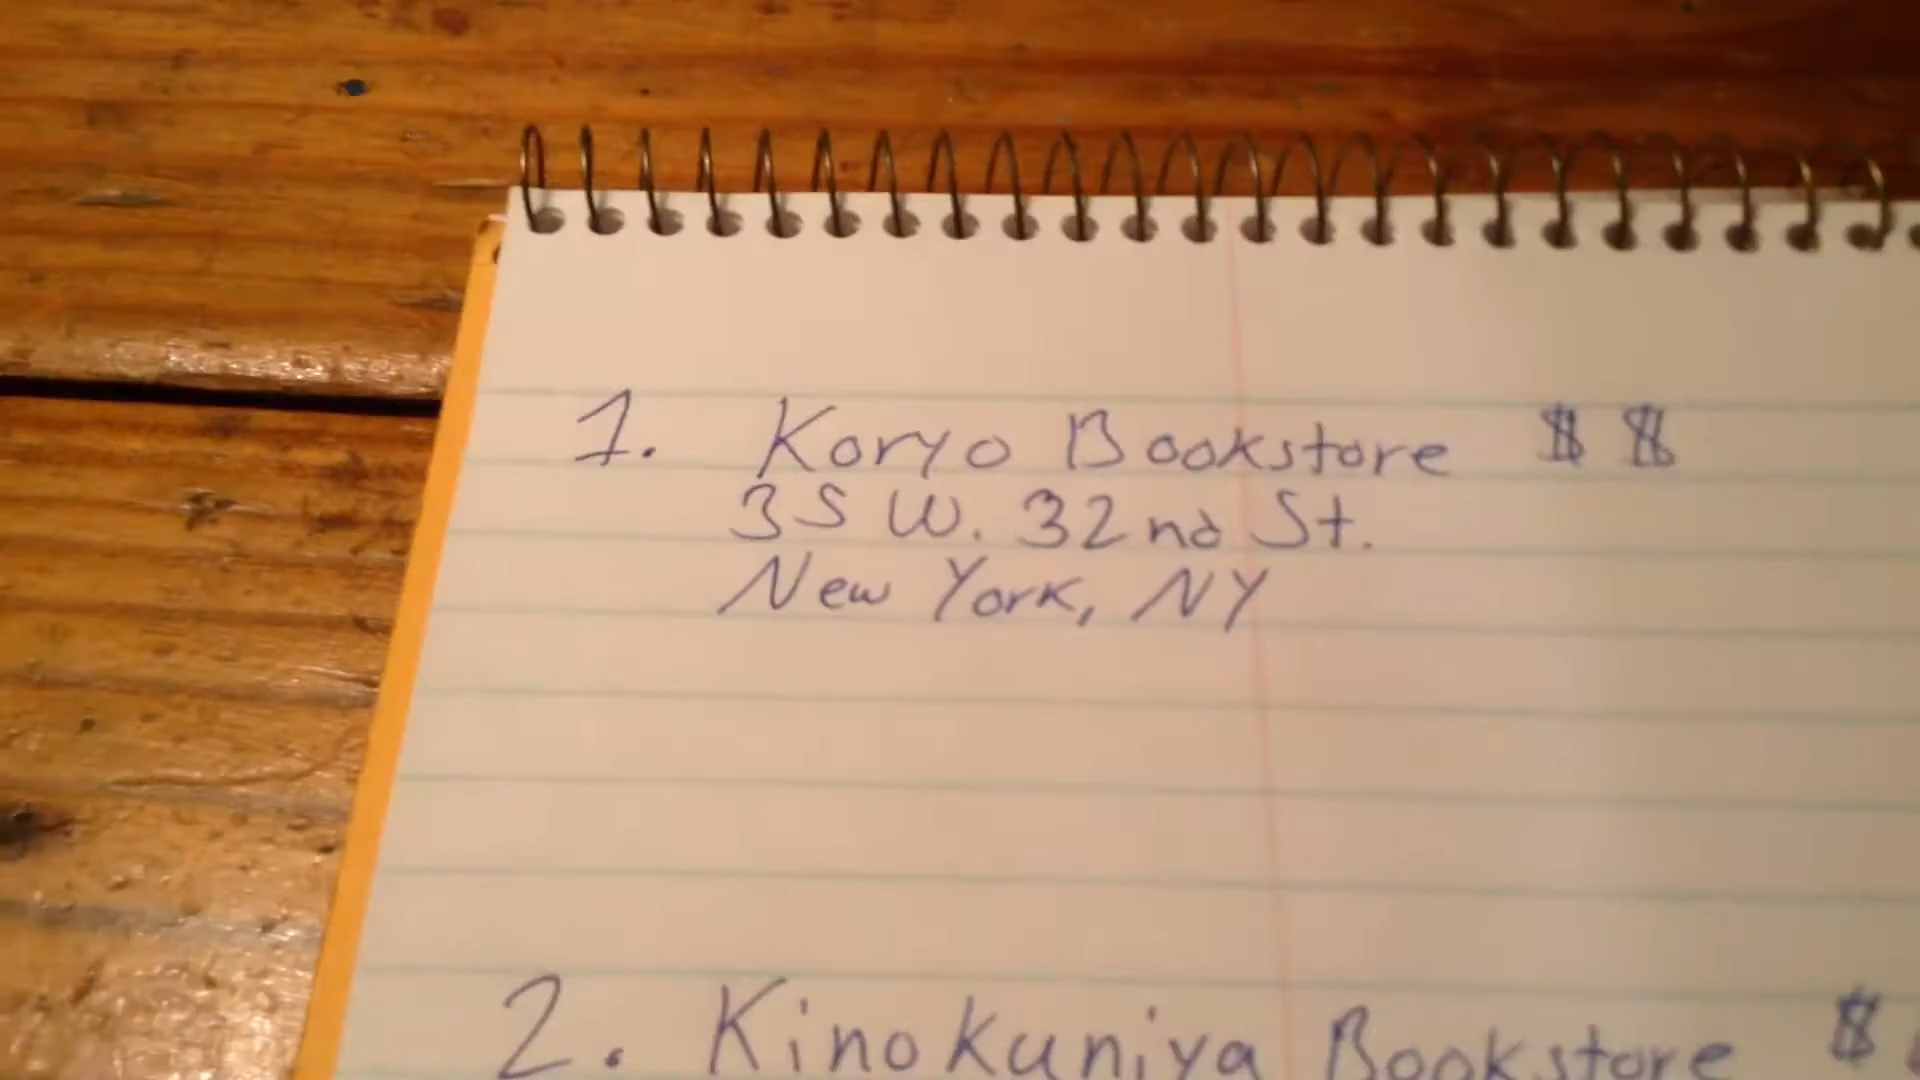 1. Koryo Bookstore $ $
35 W. 32nd St.
New York, NY
2. Kinokuniya Bookstore $